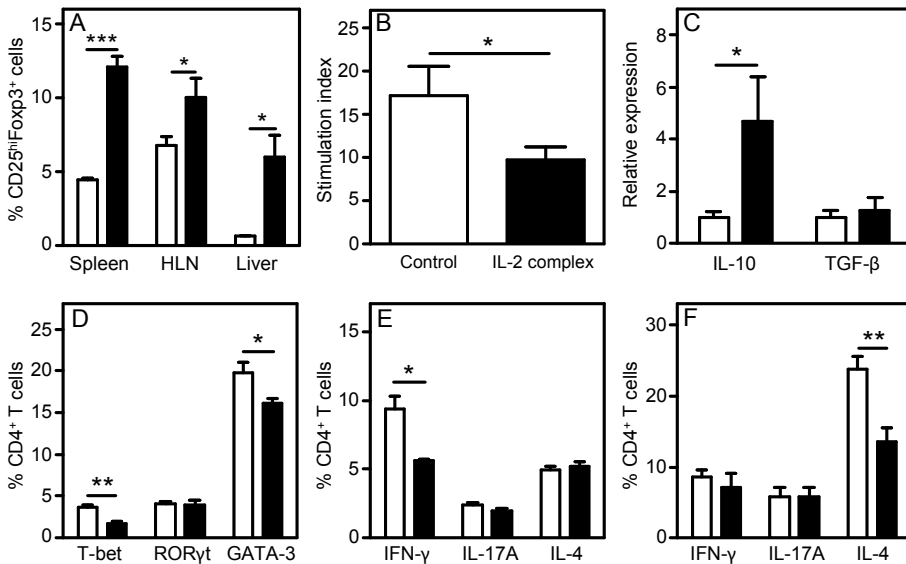 A
% CD25ʰⁱFoxp3⁺ cells
15
10
5
0
***
*
*
Spleen HLN Liver
B
Stimulation index
25
20
15
10
5
0
*
Control IL-2 complex
C
Relative expression
8
6
4
2
0
*
IL-10 TGF-β
D
% CD4⁺ T cells
25
20
15
10
5
0
**
*
T-bet RORγt GATA-3
E
% CD4⁺ T cells
15
10
5
0
*
IFN-γ IL-17A IL-4
F
% CD4⁺ T cells
30
20
10
0
**
IFN-γ IL-17A IL-4